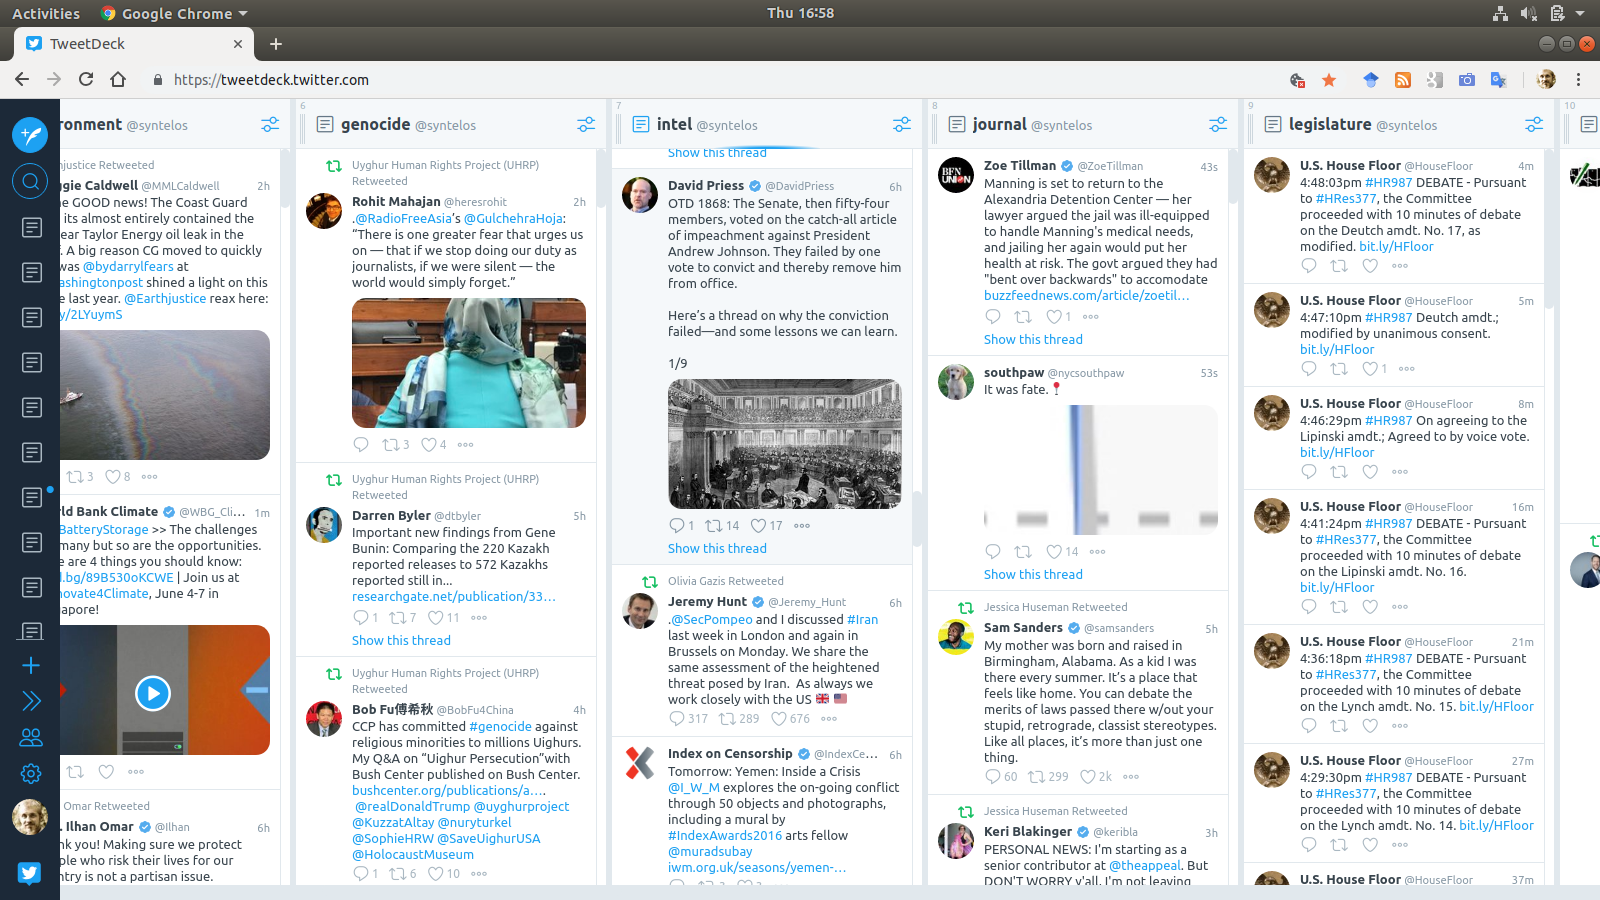 Activities
Google Chrome
Thu 16:58
TweetDeck
https://tweetdeck.twitter.com
ronment @syntelos
njustice Retweeted
ggie Caldwell @MMLCaldwell 2h
e GOOD news! The Coast Guard
its almost entirely contained the
ear Taylor Energy oil leak in the
. A big reason CG moved to quickly
was @bydarrylfears at
ashingtonpost shined a light on this
e last year. @Earthjustice reax here:
y/2LYuymS
3 8
ld Bank Climate @WBG_Cli... 1m
BatteryStorage >> The challenges
many but so are the opportunities.
e are 4 things you should know:
d.bg/89B530oKCWE | Join us at
novate4Climate, June 4-7 in
apore!
Omar Retweeted
. Ilhan Omar @Ilhan 6h
nk you! Making sure we protect
ple who risk their lives for our
ntry is not a partisan issue.
6
genocide @syntelos
Uyghur Human Rights Project (UHRP)
Retweeted
Rohit Mahajan @heresrohit 2h
.@RadioFreeAsia's @GulchehraHoja:
“There is one greater fear that urges us
on — that if we stop doing our duty as
journalists, if we were silent — the
world would simply forget.”
3 4
Uyghur Human Rights Project (UHRP)
Retweeted
Darren Byler @dtbyler 5h
Important new findings from Gene
Bunin: Comparing the 220 Kazakh
reported releases to 572 Kazakhs
reported still in...
researchgate.net/publication/33…
1 7 11
Show this thread
Uyghur Human Rights Project (UHRP)
Retweeted
Bob Fu傅希秋 @BobFu4China 4h
CCP has committed #genocide against
religious minorities to millions Uighurs.
My Q&A on “Uighur Persecution”with
Bush Center published on Bush Center.
bushcenter.org/publications/a….
@realDonaldTrump @uyghurproject
@KuzzatAltay @nuryturkel
@SophieHRW @SaveUighurUSA
@HolocaustMuseum
1 6 10
7
intel @syntelos
Show this thread
David Priess @DavidPriess 6h
OTD 1868: The Senate, then fifty-four
members, voted on the catch-all article
of impeachment against President
Andrew Johnson. They failed by one
vote to convict and thereby remove him
from office.
Here's a thread on why the conviction
failed—and some lessons we can learn.
1/9
1 14 17
Show this thread
Olivia Gazis Retweeted
Jeremy Hunt @Jeremy_Hunt 6h
.@SecPompeo and I discussed #Iran
last week in London and again in
Brussels on Monday. We share the
same assessment of the heightened
threat posed by Iran.  As always we
work closely with the US 🇬🇧 🇺🇸
317 289 676
Index on Censorship @IndexCe... 6h
Tomorrow: Yemen: Inside a Crisis
@I_W_M explores the on-going conflict
through 50 objects and photographs,
including a mural by
#IndexAwards2016 arts fellow
@muradsubay
iwm.org.uk/seasons/yemen-…
8
journal @syntelos
BFN
UNION
Zoe Tillman @ZoeTillman 43s
Manning is set to return to the
Alexandria Detention Center — her
lawyer argued the jail was ill-equipped
to handle Manning's medical needs,
and jailing her again would put her
health at risk. The govt argued they had
"bent over backwards" to accomodate
buzzfeednews.com/article/zoetil…
1
Show this thread
southpaw @nycsouthpaw 53s
It was fate.
14
Show this thread
Jessica Huseman Retweeted
Sam Sanders @samsanders 5h
My mother was born and raised in
Birmingham, Alabama. As a kid I was
there every summer. It's a place that
feels like home. You can debate the
merits of laws passed there w/out your
stupid, retrograde, classist stereotypes.
Like all places, it's more than just one
thing.
60 299 2k
Jessica Huseman Retweeted
Keri Blakinger @keribla 3h
PERSONAL NEWS: I'm starting as a
senior contributor at @theappeal. But
DON'T WORRY y'all, I'm not leaving
9
legislature @syntelos
U.S. House Floor @HouseFloor 4m
4:48:03pm #HR987 DEBATE - Pursuant
to #HRes377, the Committee
proceeded with 10 minutes of debate
on the Deutch amdt. No. 17, as
modified. bit.ly/HFloor
U.S. House Floor @HouseFloor 5m
4:47:10pm #HR987 Deutch amdt.;
modified by unanimous consent.
bit.ly/HFloor
1
U.S. House Floor @HouseFloor 8m
4:46:29pm #HR987 On agreeing to the
Lipinski amdt.; Agreed to by voice vote.
bit.ly/HFloor
U.S. House Floor @HouseFloor 16m
4:41:24pm #HR987 DEBATE - Pursuant
to #HRes377, the Committee
proceeded with 10 minutes of debate
on the Lipinski amdt. No. 16.
bit.ly/HFloor
U.S. House Floor @HouseFloor 21m
4:36:18pm #HR987 DEBATE - Pursuant
to #HRes377, the Committee
proceeded with 10 minutes of debate
on the Lynch amdt. No. 15. bit.ly/HFloor
U.S. House Floor @HouseFloor 27m
4:29:30pm #HR987 DEBATE - Pursuant
to #HRes377, the Committee
proceeded with 10 minutes of debate
on the Lynch amdt. No. 14. bit.ly/HFloor
U.S. House Floor @HouseFloor 37m
10